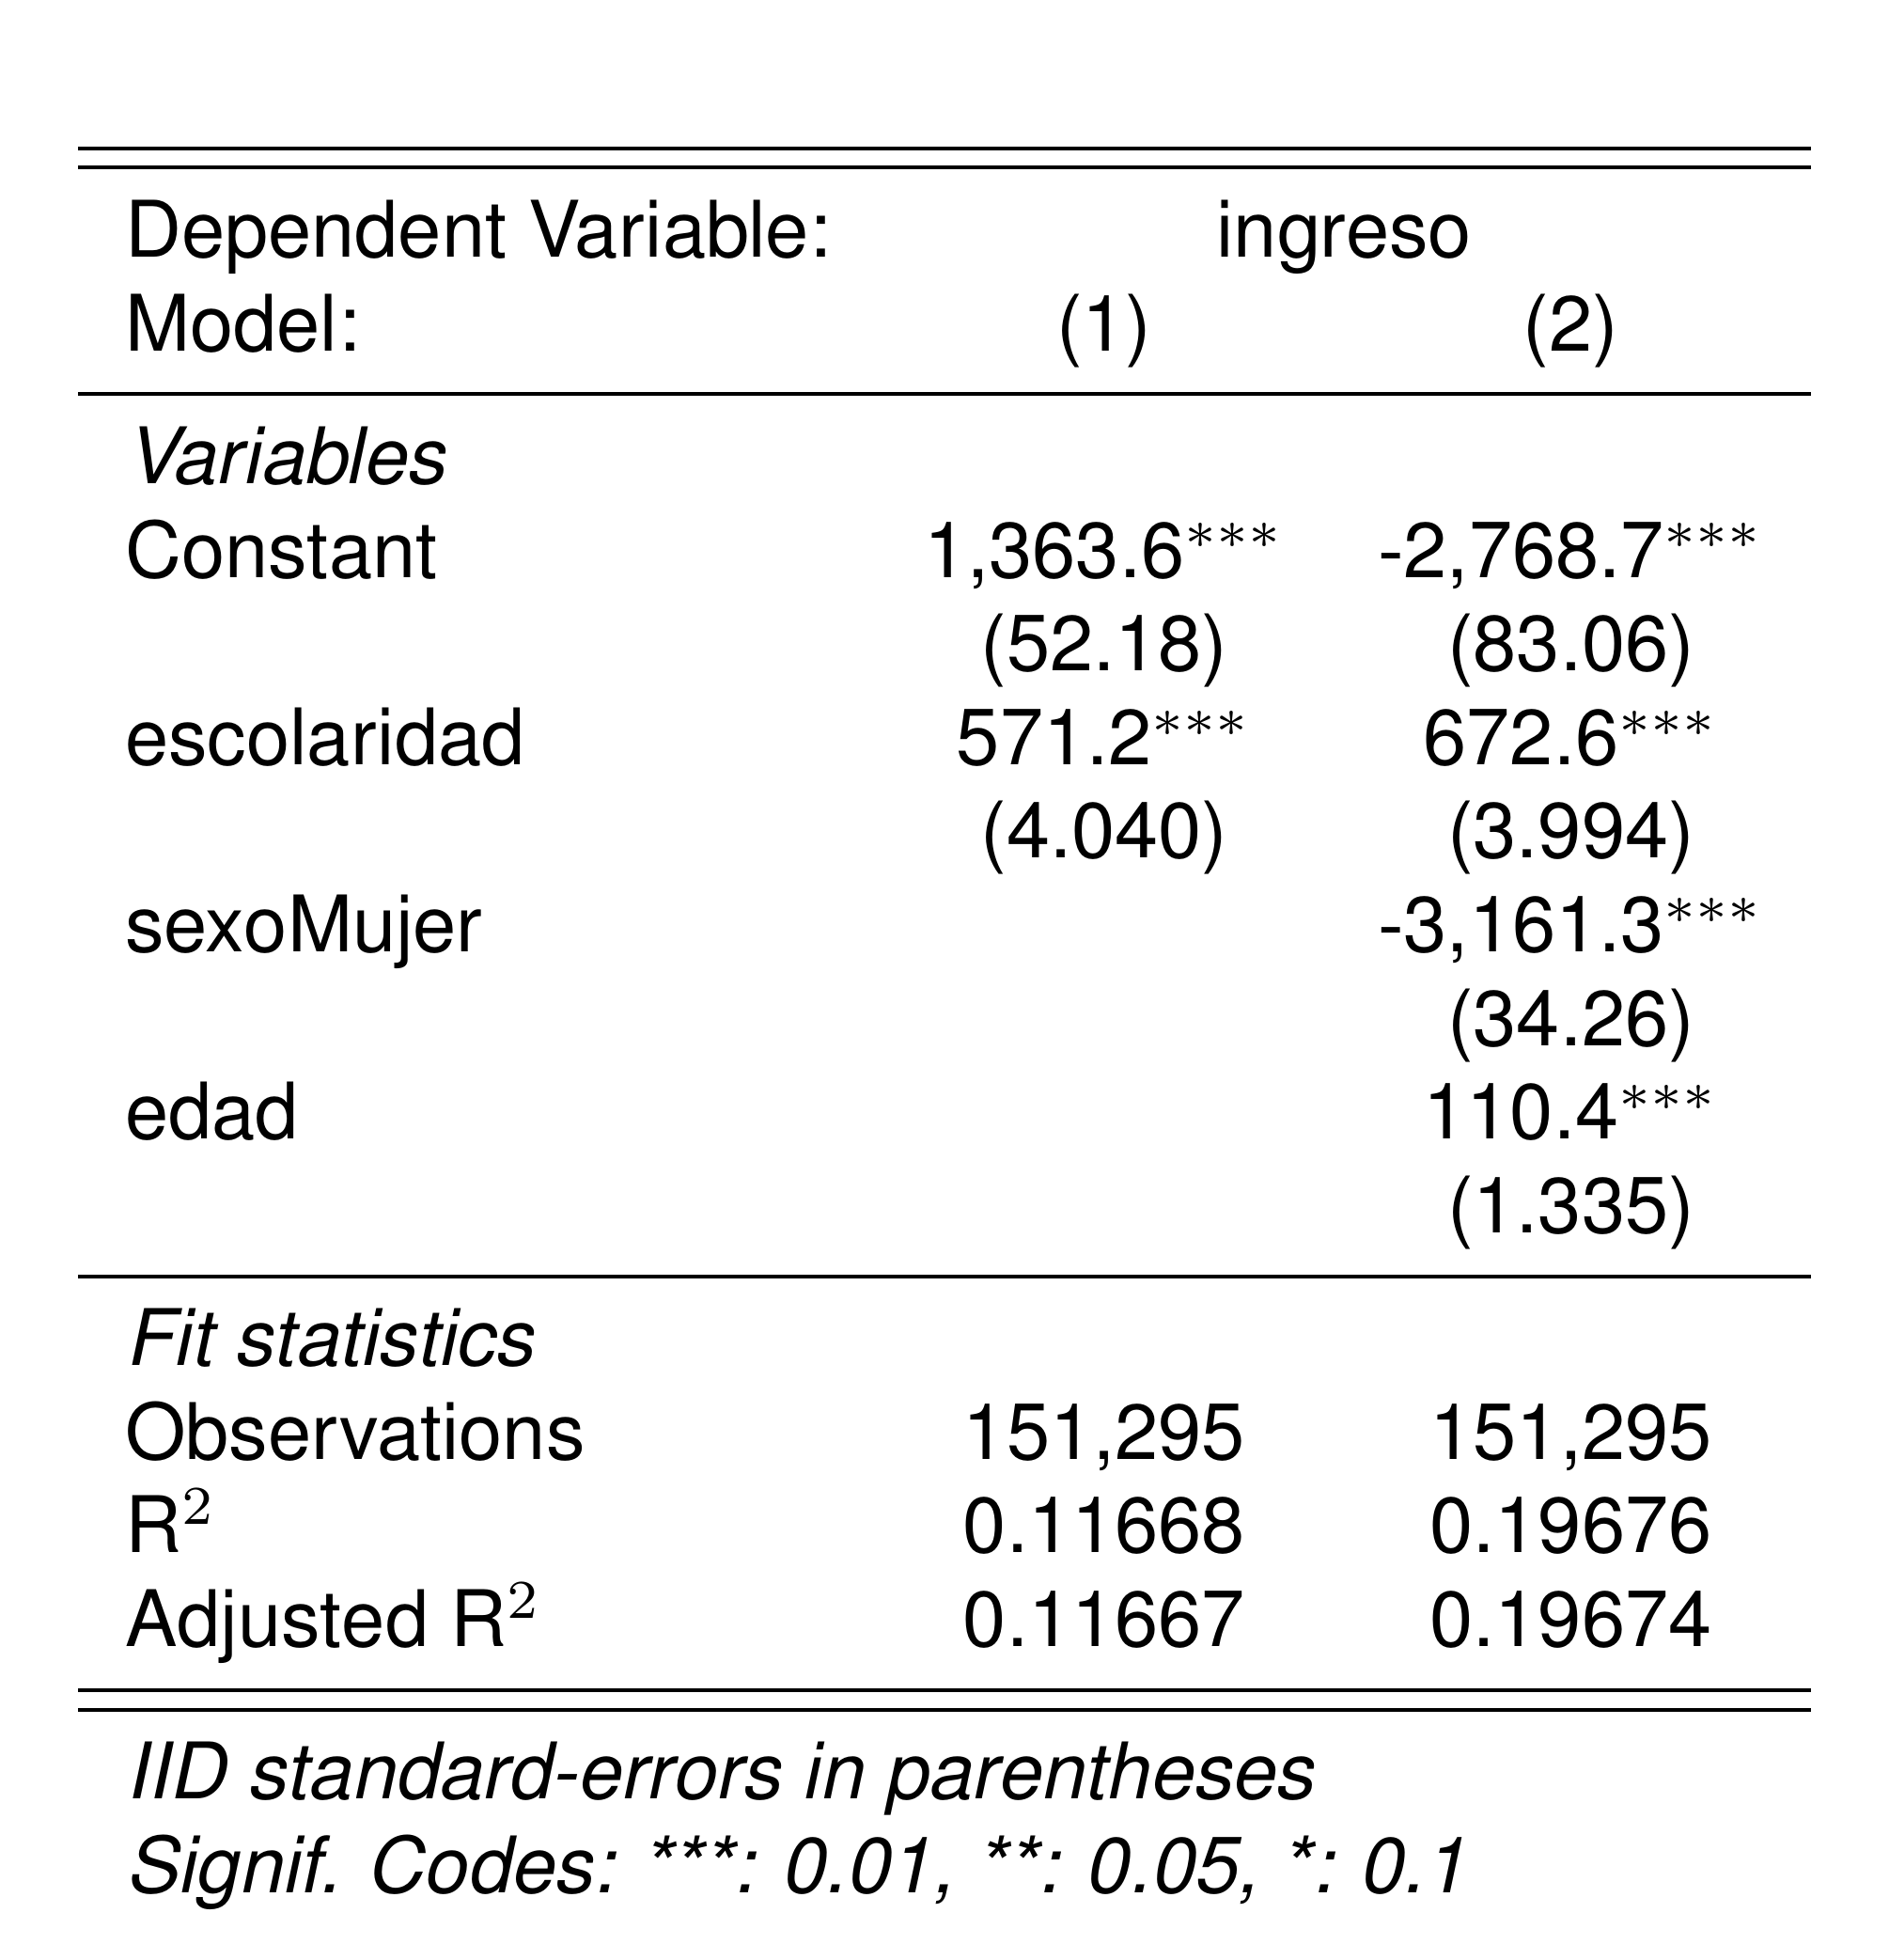 Dependent Variable: ingreso
Model: (1) (2)
Variables
Constant 1,363.6*** -2,768.7***
(52.18) (83.06)
escolaridad 571.2*** 672.6***
(4.040) (3.994)
sexoMujer -3,161.3***
(34.26)
edad 110.4***
(1.335)
Fit statistics
Observations 151,295 151,295
R² 0.11668 0.19676
Adjusted R² 0.11667 0.19674
IID standard-errors in parentheses
Signif. Codes: ***: 0.01, **: 0.05, *: 0.1